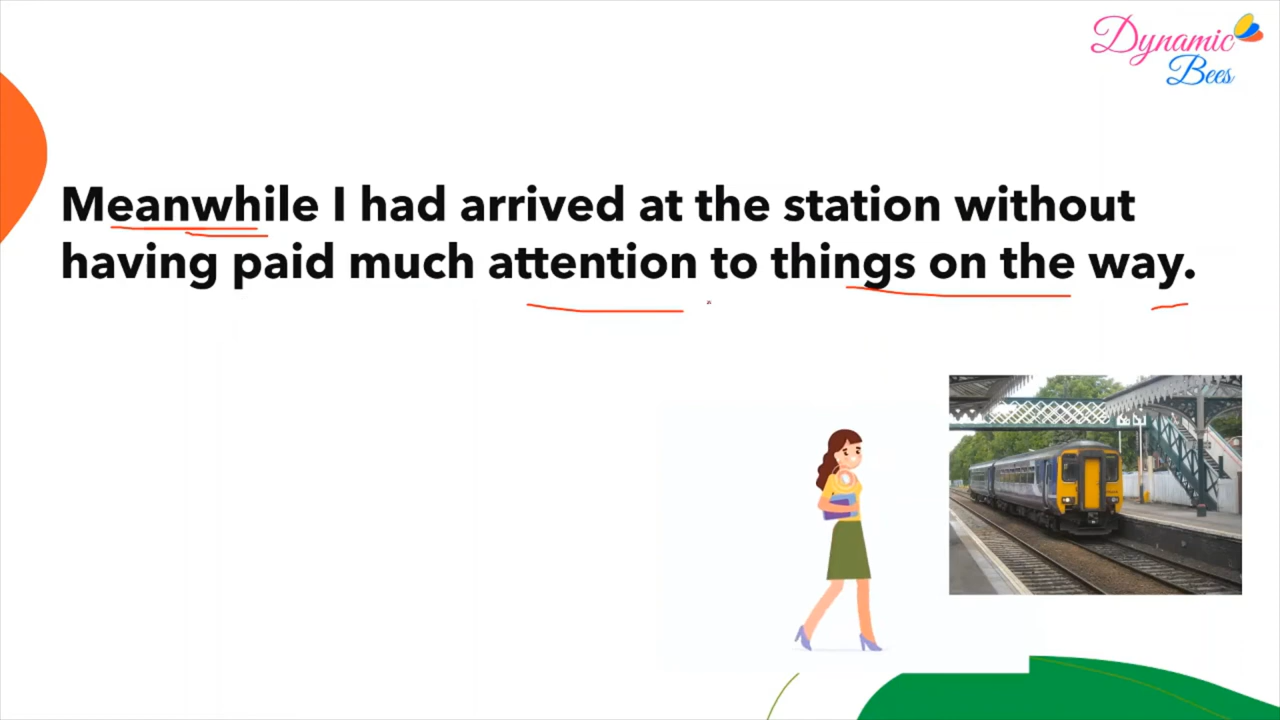 Dynamic
Bees
Meanwhile I had arrived at the station without
having paid much attention to things on the way.